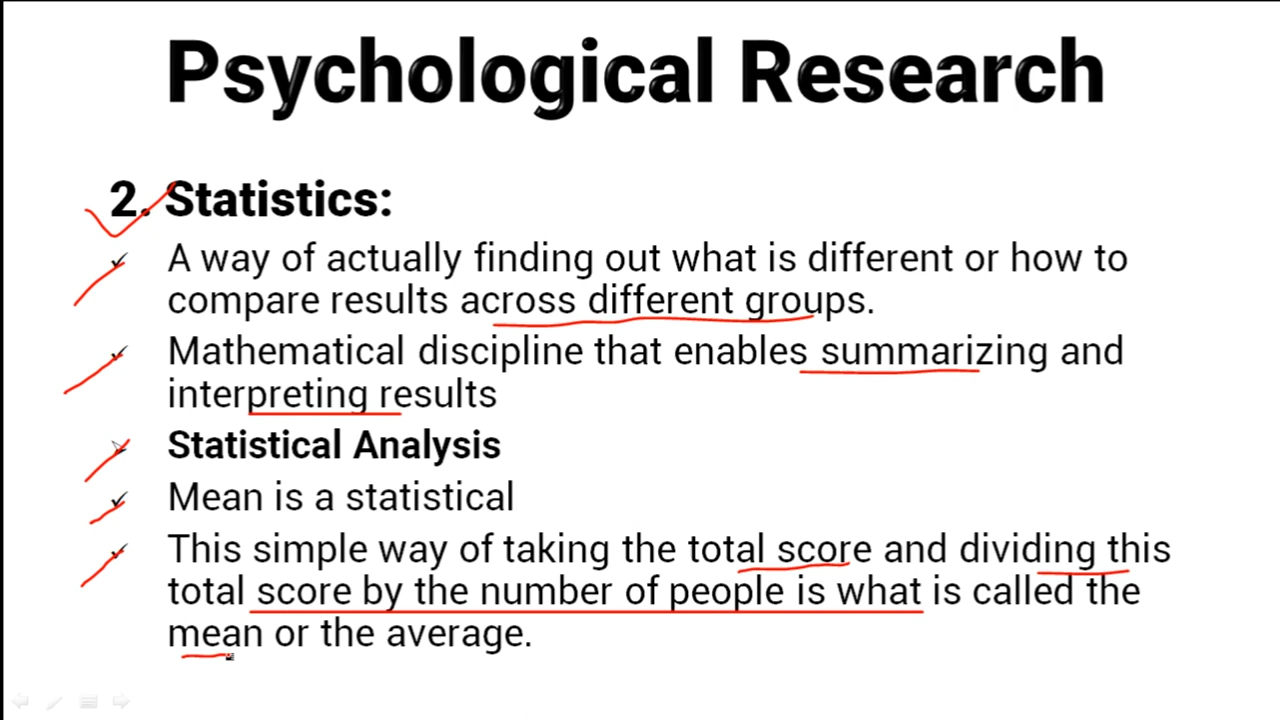 Psychological Research
2. Statistics:
A way of actually finding out what is different or how to
compare results across different groups.
Mathematical discipline that enables summarizing and
interpreting results
Statistical Analysis
Mean is a statistical
This simple way of taking the total score and dividing this
total score by the number of people is what is called the
mean or the average.